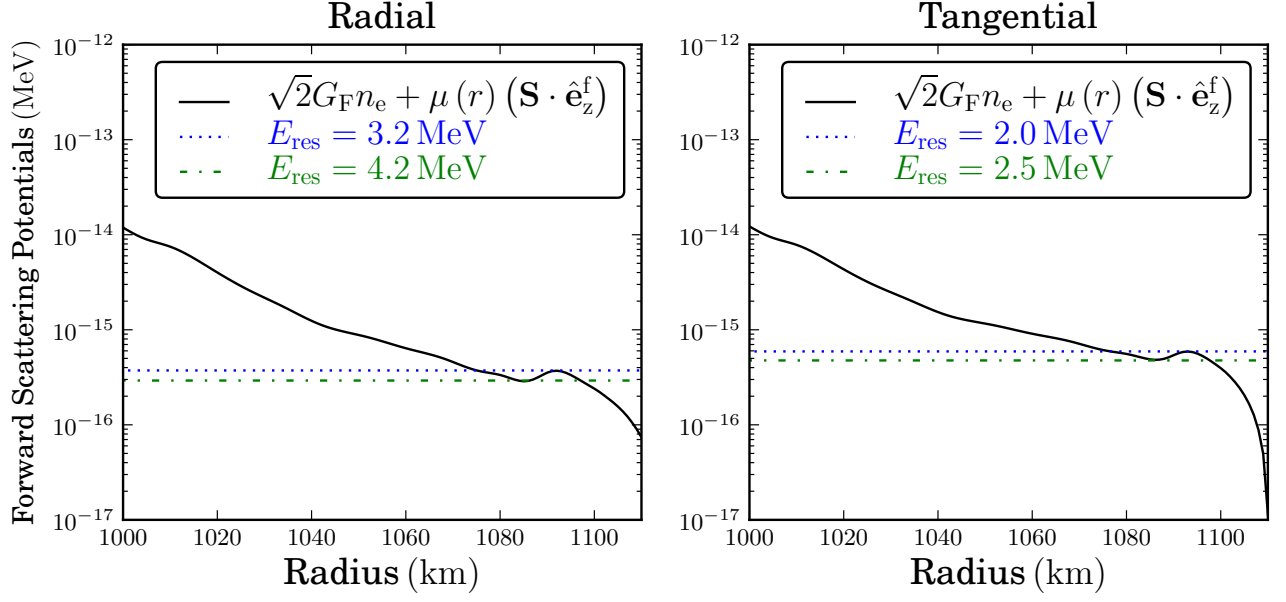 Radial
Forward Scattering Potentials (MeV)
10⁻¹²
10⁻¹³
10⁻¹⁴
10⁻¹⁵
10⁻¹⁶
10⁻¹⁷
√2G_F n_e + μ (r) (S · ê_z^f)
E_res = 3.2 MeV
E_res = 4.2 MeV
1000 1020 1040 1060 1080 1100
Radius (km)
Tangential
10⁻¹²
10⁻¹³
10⁻¹⁴
10⁻¹⁵
10⁻¹⁶
10⁻¹⁷
√2G_F n_e + μ (r) (S · ê_z^f)
E_res = 2.0 MeV
E_res = 2.5 MeV
1000 1020 1040 1060 1080 1100
Radius (km)